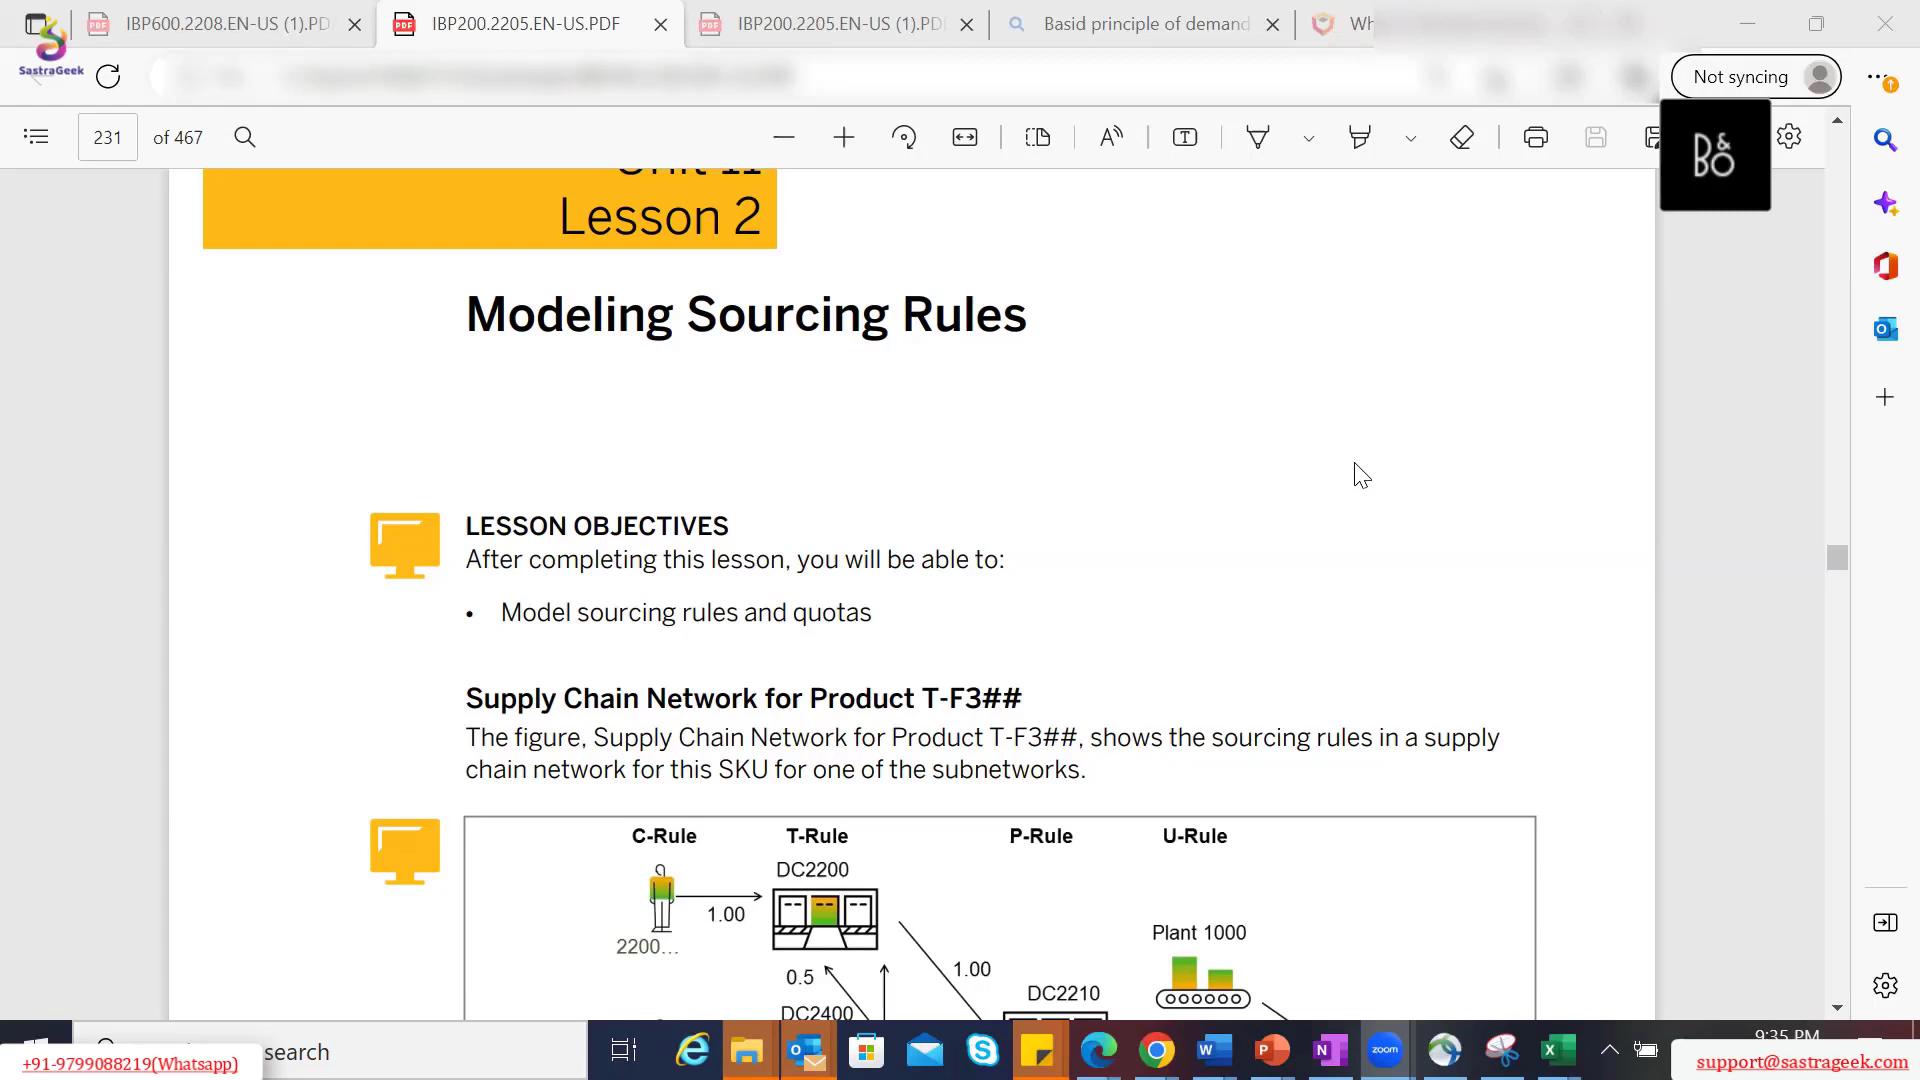 IBP600.2208.EN-US (1).PD
IBP200.2205.EN-US.PDF
IBP200.2205.EN-US (1).PD
Basid principle of demand
Wh
SastraGeek
Not syncing
231 of 467
B&O
Lesson 2
Modeling Sourcing Rules
LESSON OBJECTIVES
After completing this lesson, you will be able to:
• Model sourcing rules and quotas
Supply Chain Network for Product T-F3##
The figure, Supply Chain Network for Product T-F3##, shows the sourcing rules in a supply
chain network for this SKU for one of the subnetworks.
C-Rule T-Rule P-Rule U-Rule
DC2200
1.00
Plant 1000
2200...
1.00
0.5
DC2210
DC2400
search
zoom
9:35 PM
+91-9799088219(Whatsapp)
support@sastrageek.com